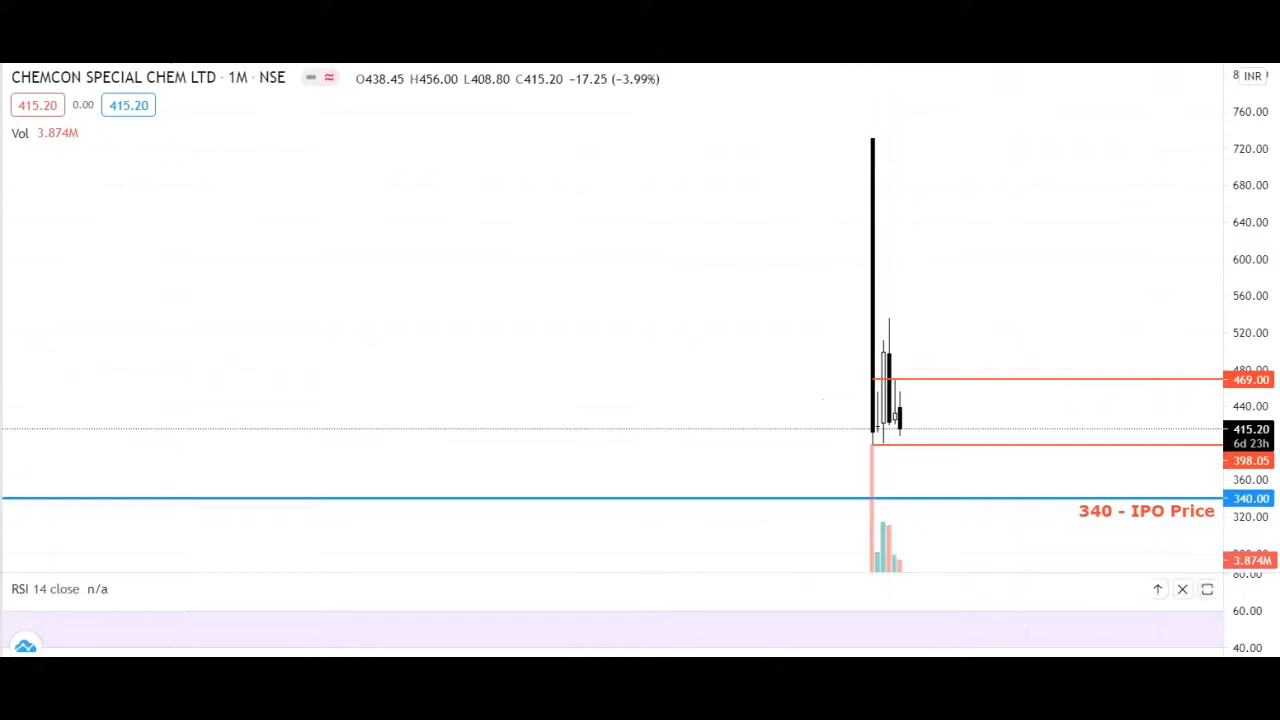 CHEMCON SPECIAL CHEM LTD · 1M · NSE O438.45 H456.00 L408.80 C415.20 −17.25 (−3.99%)
INR
415.20 0.00 415.20
Vol 3.874M
760.00
720.00
680.00
640.00
600.00
560.00
520.00
480.00
469.00
440.00
415.20
6d 23h
398.05
360.00
340.00
340 - IPO Price
320.00
3.874M
80.00
RSI 14 close n/a
60.00
40.00